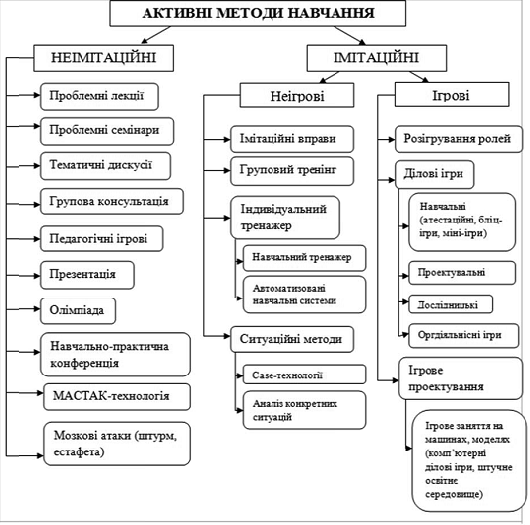 АКТИВНІ МЕТОДИ НАВЧАННЯ
НЕІМІТАЦІЙНІ
Проблемні лекції
Проблемні семінари
Тематичні дискусії
Групова консультація
Педагогічні ігрові
Презентація
Олімпіада
Навчально-практична
конференція
МАСТАК-технологія
Мозкові атаки (штурм,
естафета)
ІМІТАЦІЙНІ
Неігрові
Імітаційні вправи
Груповий тренінг
Індивідуальний
тренажер
Навчальний тренажер
Автоматизовані
навчальні системи
Ситуаційні методи
Case-технології
Аналіз конкретних
ситуацій
Ігрові
Розігрування ролей
Ділові ігри
Навчальні
(атестаційні, бліц-
ігри, міні-ігри)
Проектувальні
Дослідницькі
Оргдіяльнісні ігри
Ігрове
проектування
Ігрове заняття на
машинах, моделях
(комп'ютерні
ділові ігри, штучне
освітнє
середовище)